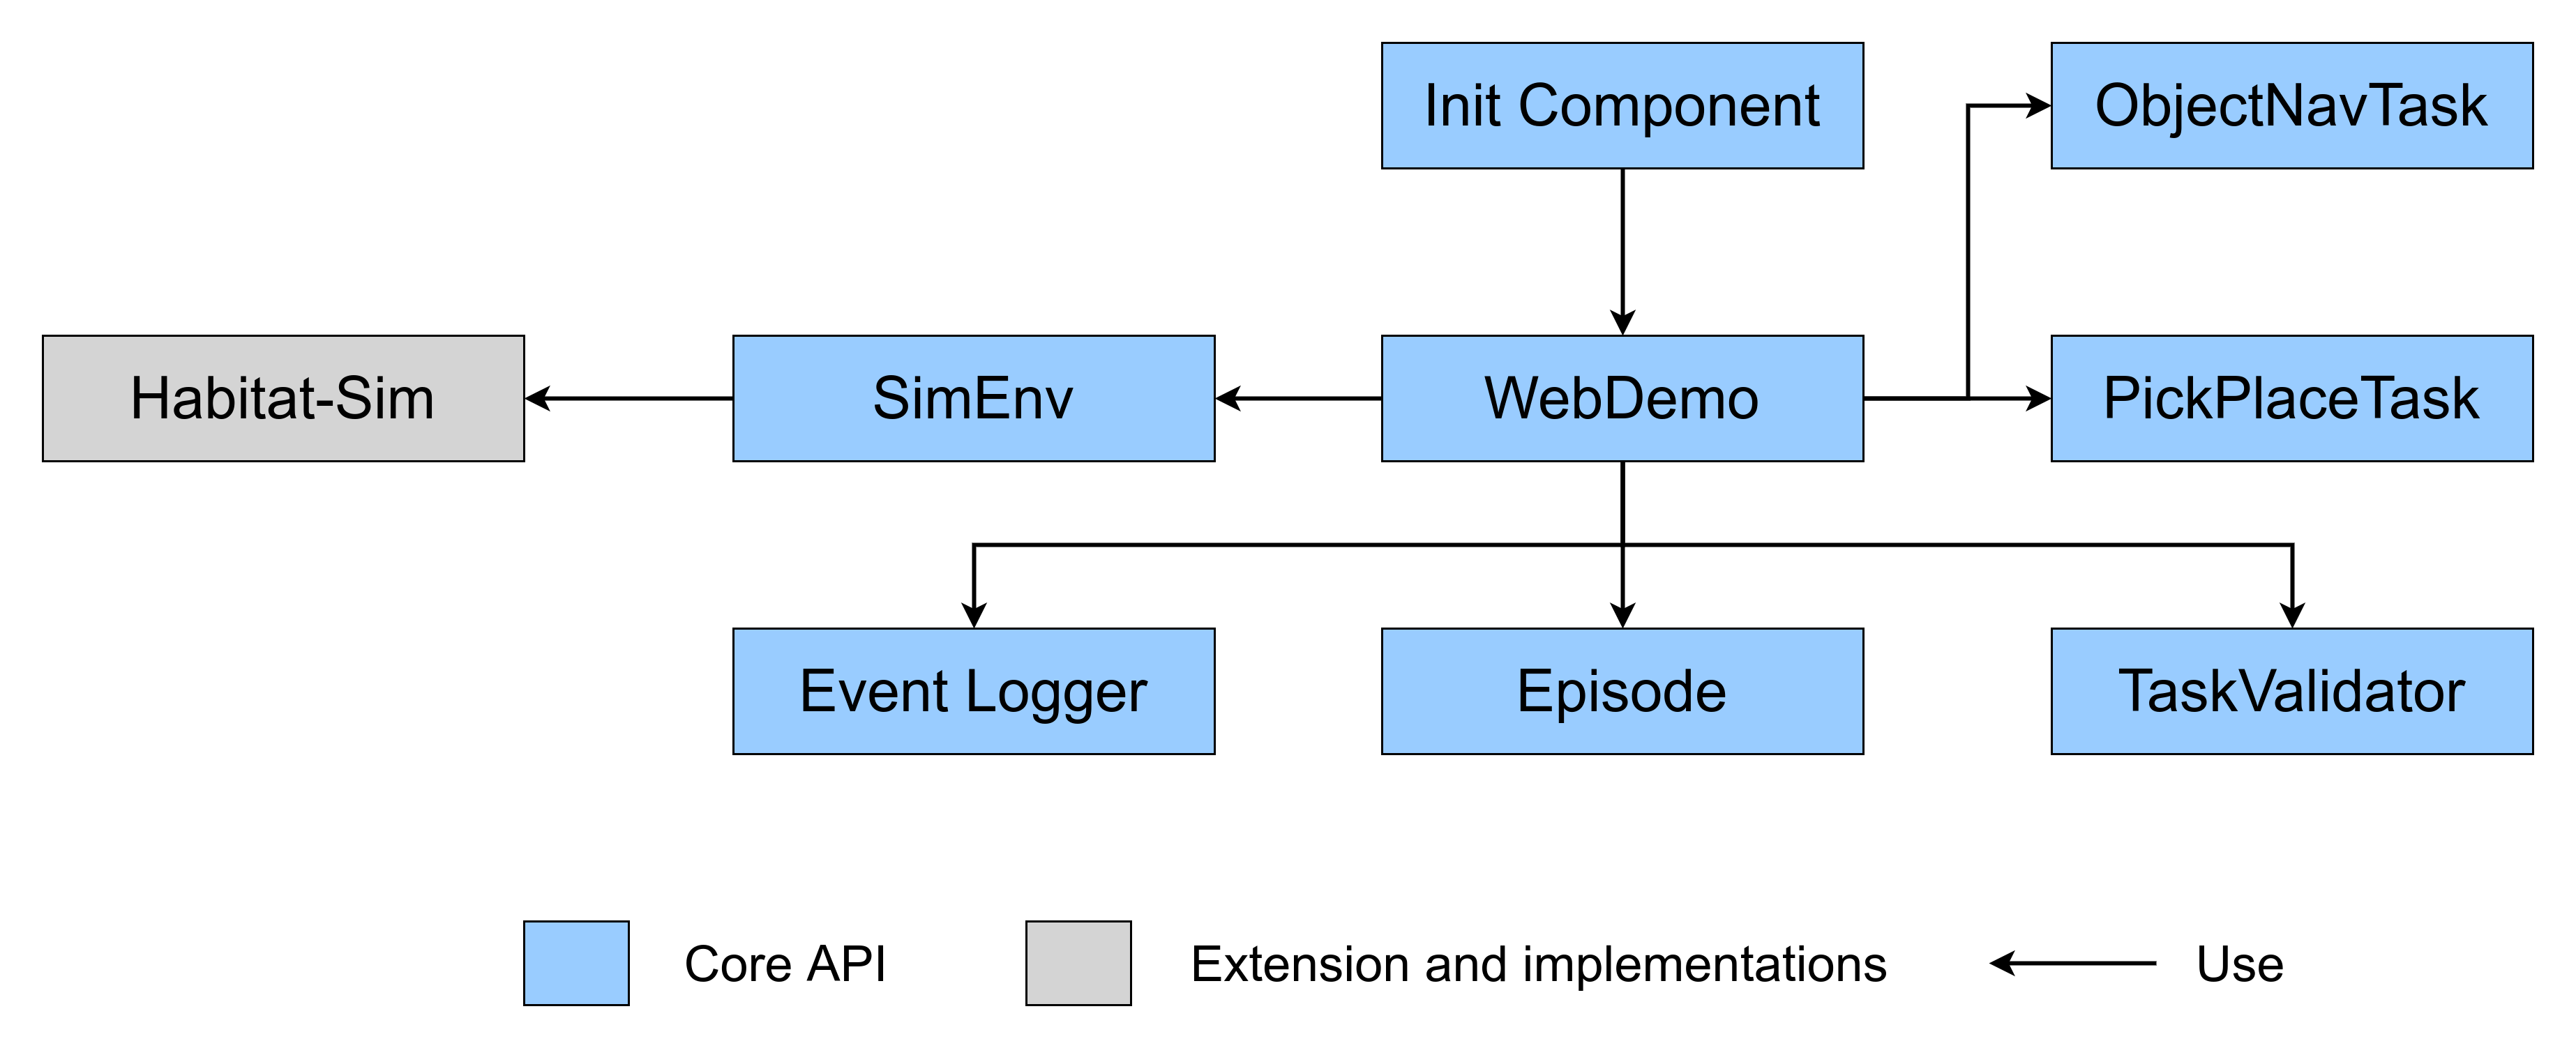 Init Component
ObjectNavTask
Habitat-Sim
SimEnv
WebDemo
PickPlaceTask
Event Logger
Episode
TaskValidator
Core API
Extension and implementations
Use